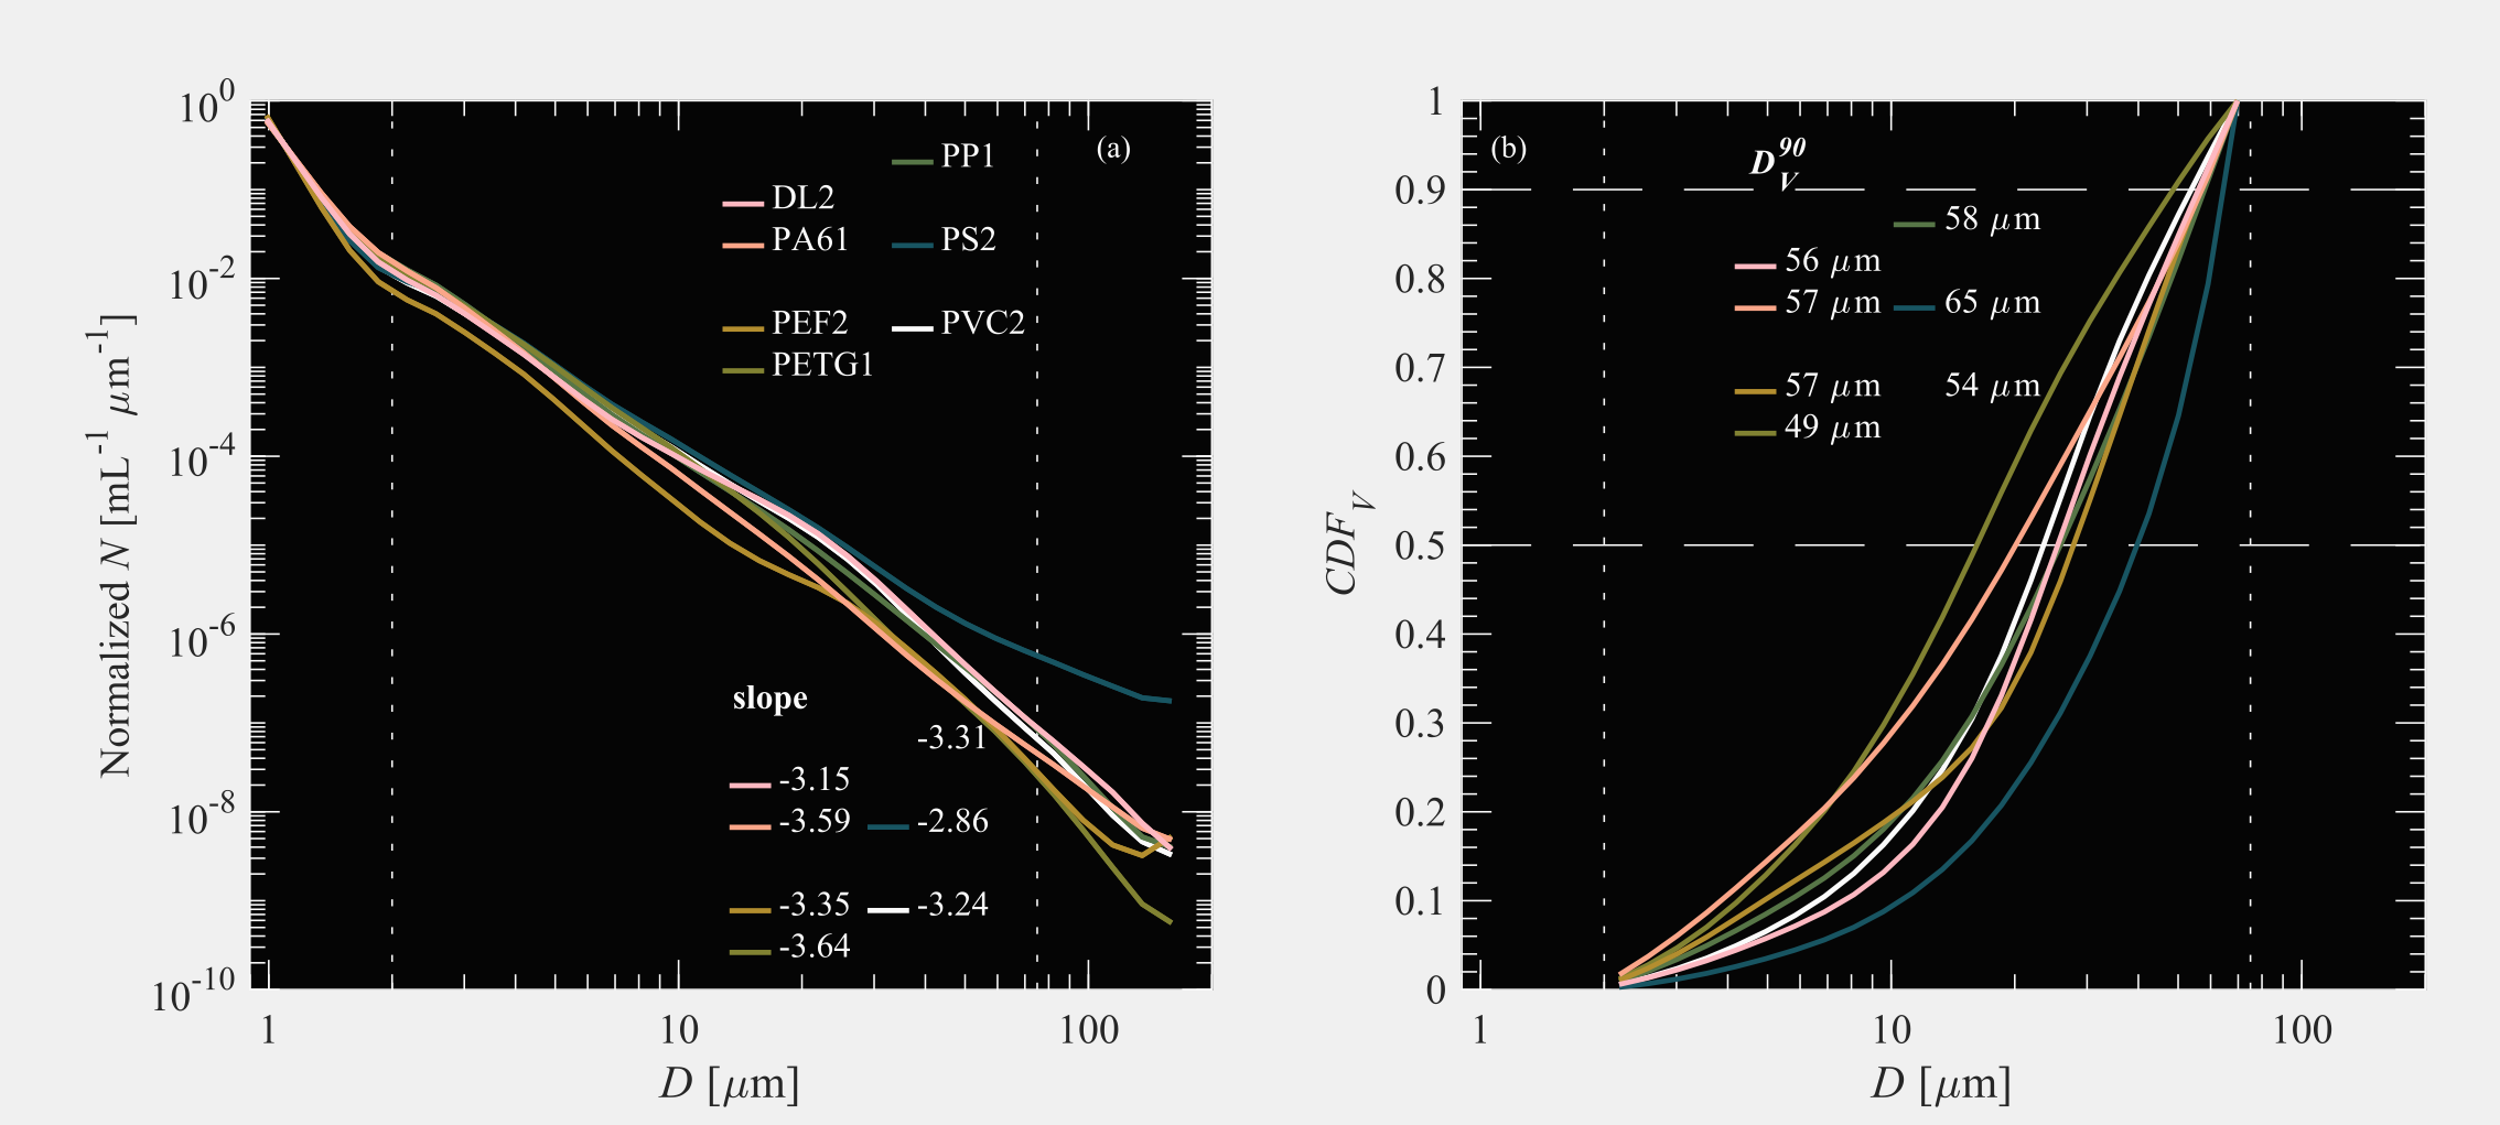 Normalized N [mL⁻¹ μm⁻¹]
10⁰
10⁻²
10⁻⁴
10⁻⁶
10⁻⁸
10⁻¹⁰
(a)
PP1
DL2
PA61 PS2
PEF2 PVC2
PETG1
slope
-3.31
-3.15
-3.59 -2.86
-3.35 -3.24
-3.64
1 10 100
D [μm]
CDF_V
1
0.9
0.8
0.7
0.6
0.5
0.4
0.3
0.2
0.1
0
(b)
D_V^90
58 μm
56 μm
57 μm 65 μm
57 μm 54 μm
49 μm
1 10 100
D [μm]